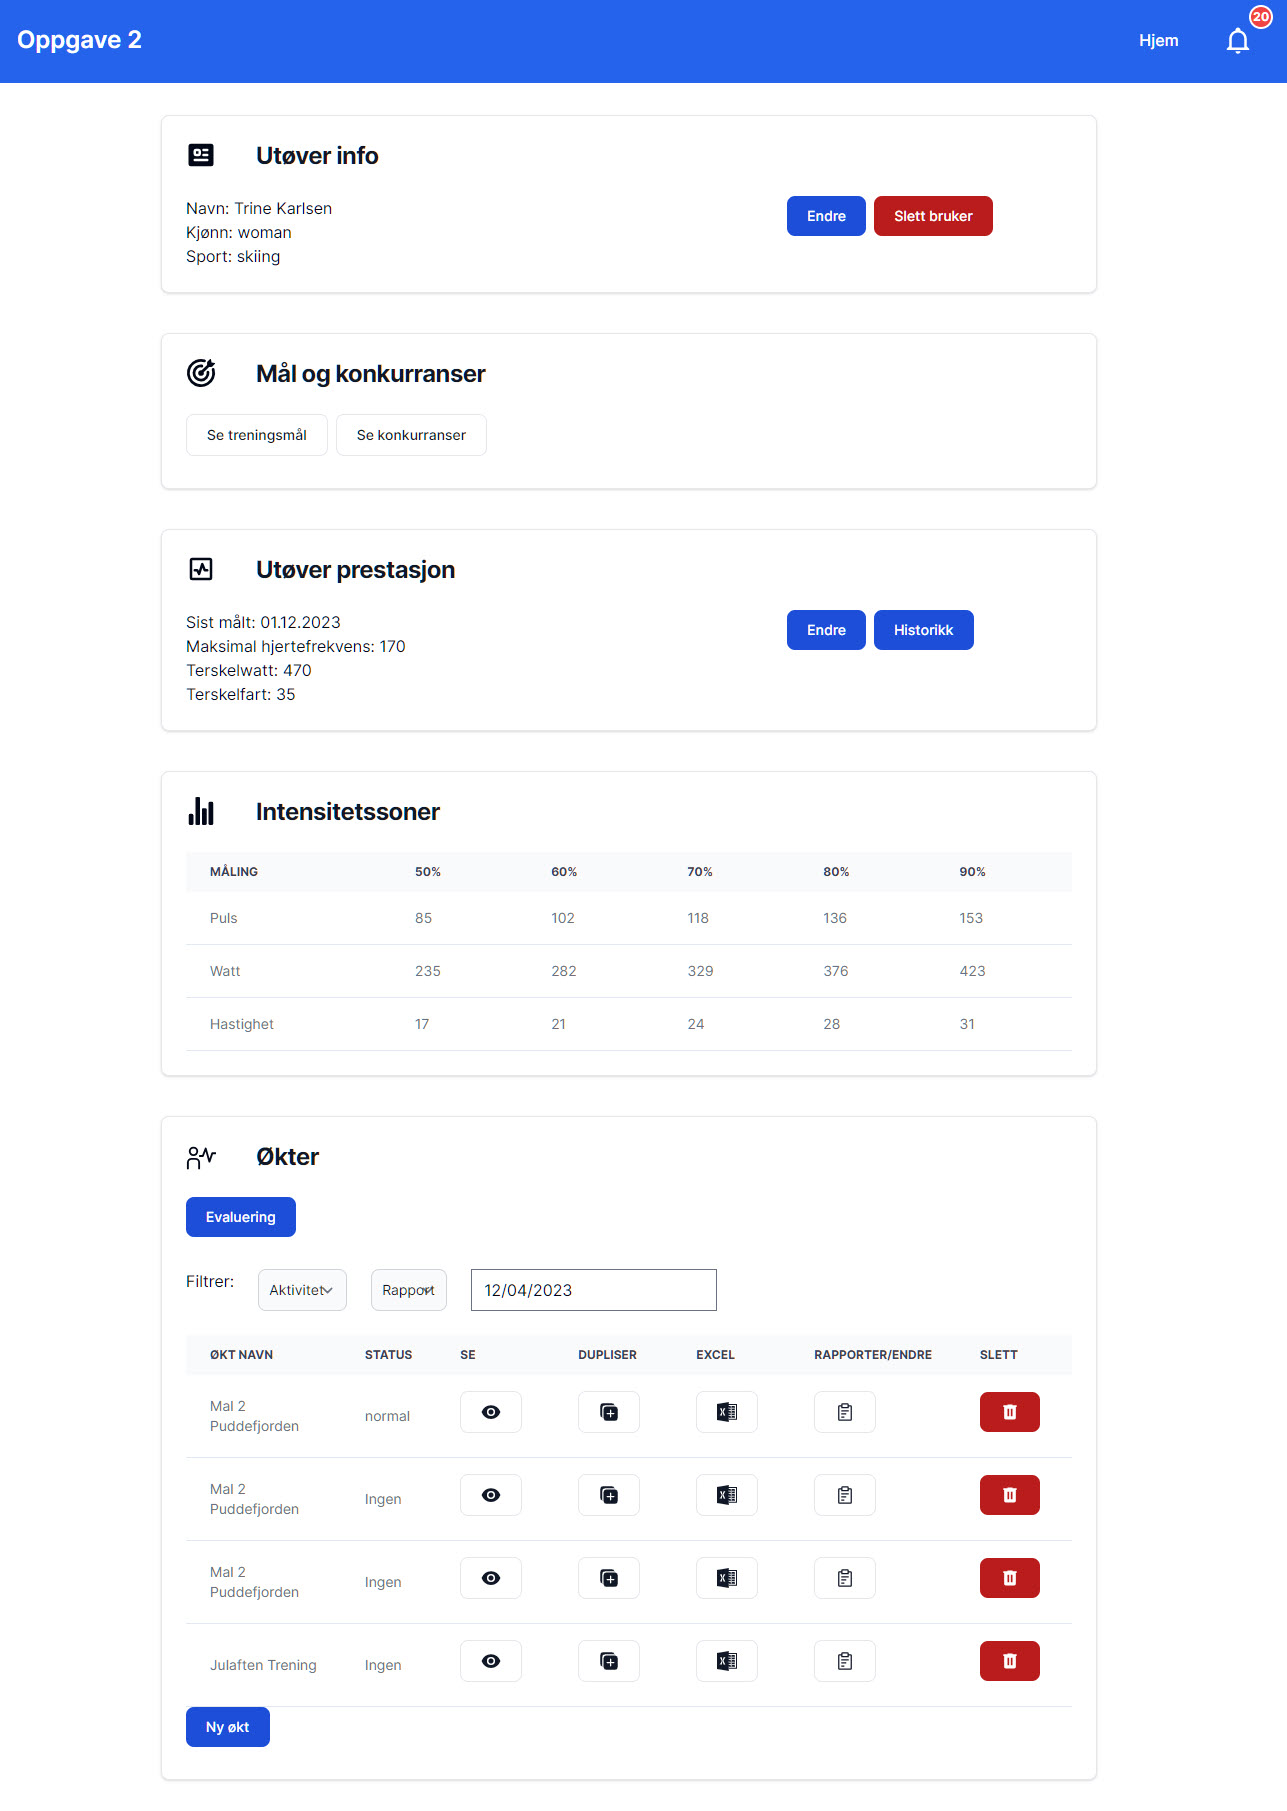 Oppgave 2
Hjem
20
Utøver info
Navn: Trine Karlsen
Kjønn: woman
Sport: skiing
Endre
Slett bruker
Mål og konkurranser
Se treningsmål
Se konkurranser
Utøver prestasjon
Sist målt: 01.12.2023
Maksimal hjertefrekvens: 170
Terskelwatt: 470
Terskelfart: 35
Endre
Historikk
Intensitetssoner
MÅLING 50% 60% 70% 80% 90%
Puls 85 102 118 136 153
Watt 235 282 329 376 423
Hastighet 17 21 24 28 31
Økter
Evaluering
Filtrer: Aktivitet Rapport 12/04/2023
ØKT NAVN STATUS SE DUPLISER EXCEL RAPPORTER/ENDRE SLETT
Mal 2
Puddefjorden
normal
Mal 2
Puddefjorden
Ingen
Mal 2
Puddefjorden
Ingen
Julaften Trening Ingen
Ny økt